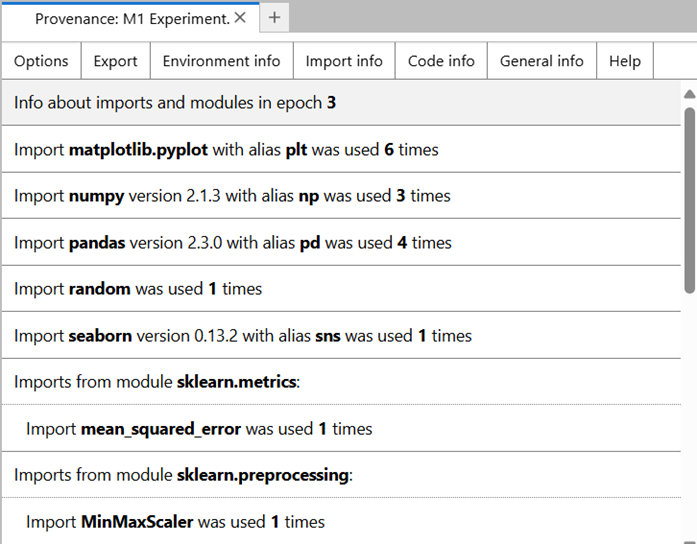 Provenance: M1 Experiment. ✕ +
Options Export Environment info Import info Code info General info Help
Info about imports and modules in epoch 3
Import matplotlib.pyplot with alias plt was used 6 times
Import numpy version 2.1.3 with alias np was used 3 times
Import pandas version 2.3.0 with alias pd was used 4 times
Import random was used 1 times
Import seaborn version 0.13.2 with alias sns was used 1 times
Imports from module sklearn.metrics:
Import mean_squared_error was used 1 times
Imports from module sklearn.preprocessing:
Import MinMaxScaler was used 1 times